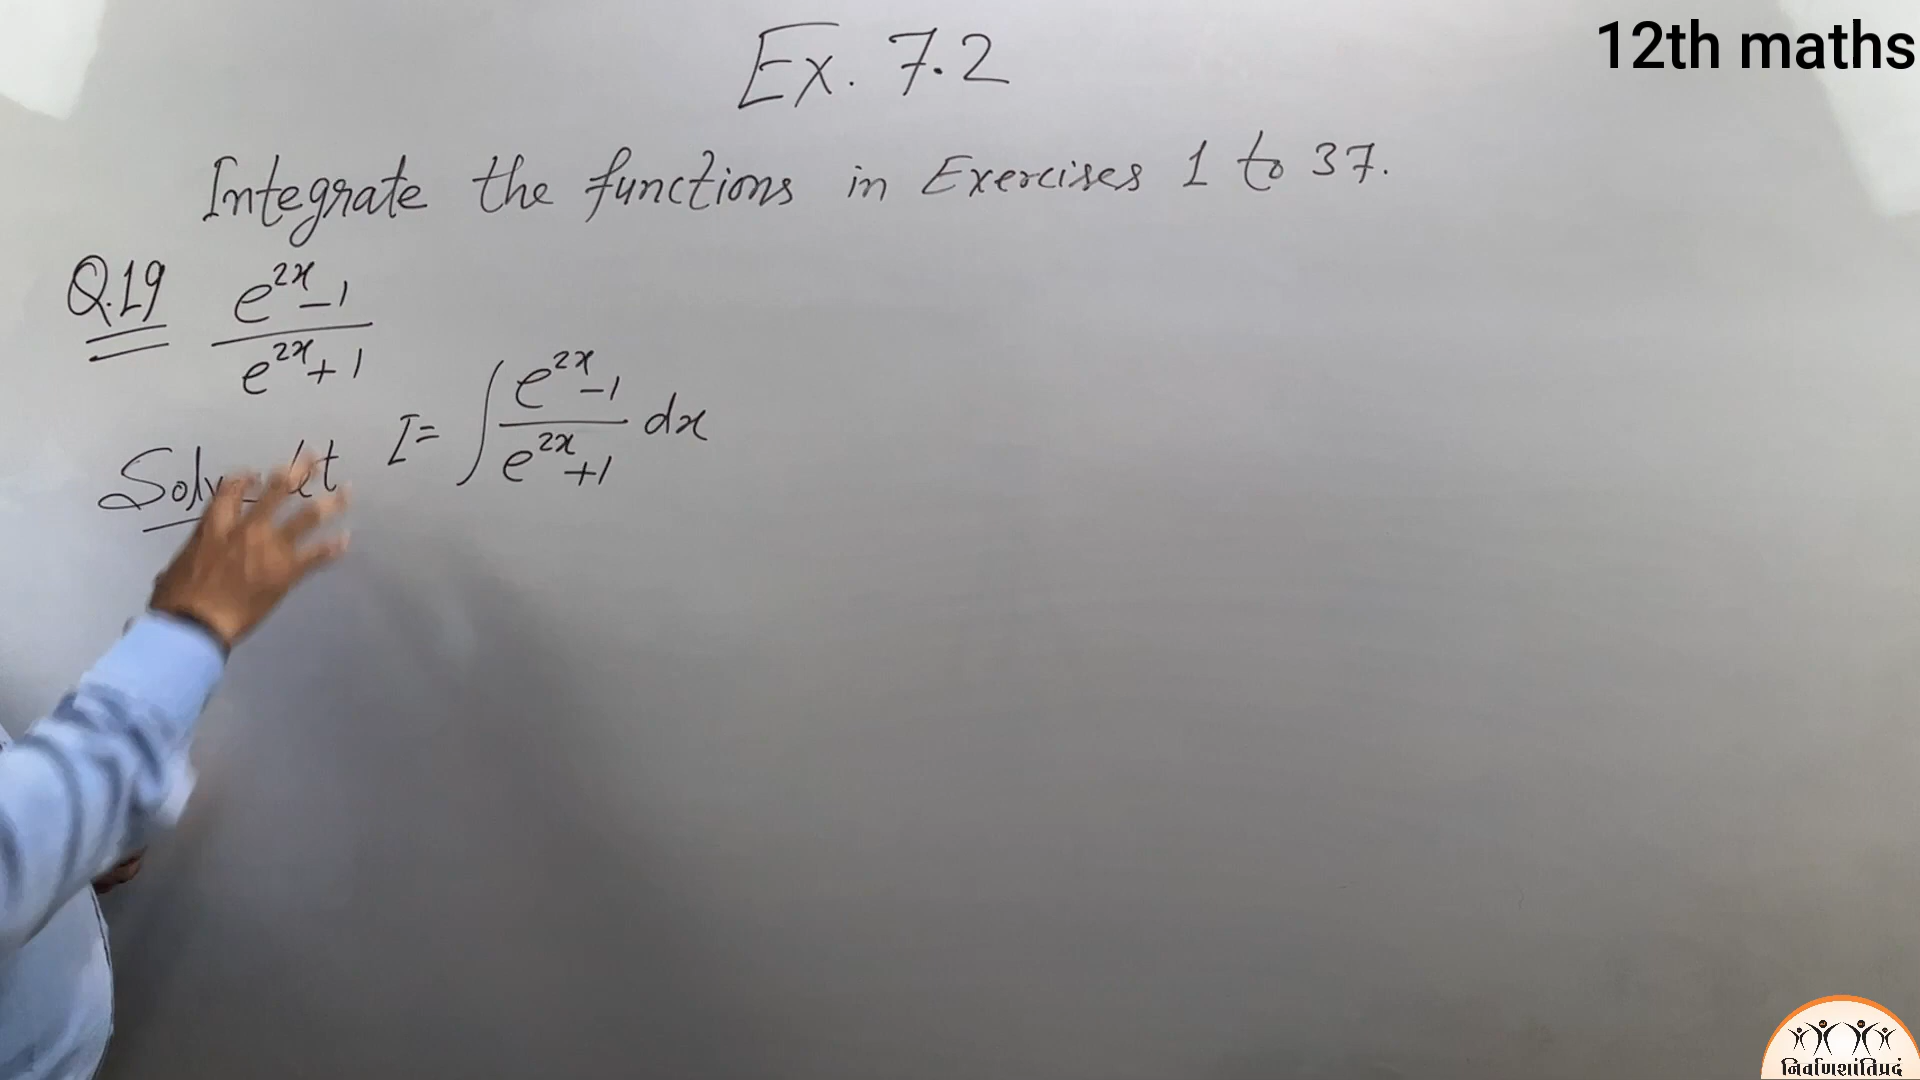 12th maths
Ex. 7.2
Integrate the functions in Exercises 1 to 37.
Q.19 (e^{2x}-1)/(e^{2x}+1)
Let I = ∫ (e^{2x}-1)/(e^{2x}+1) dx